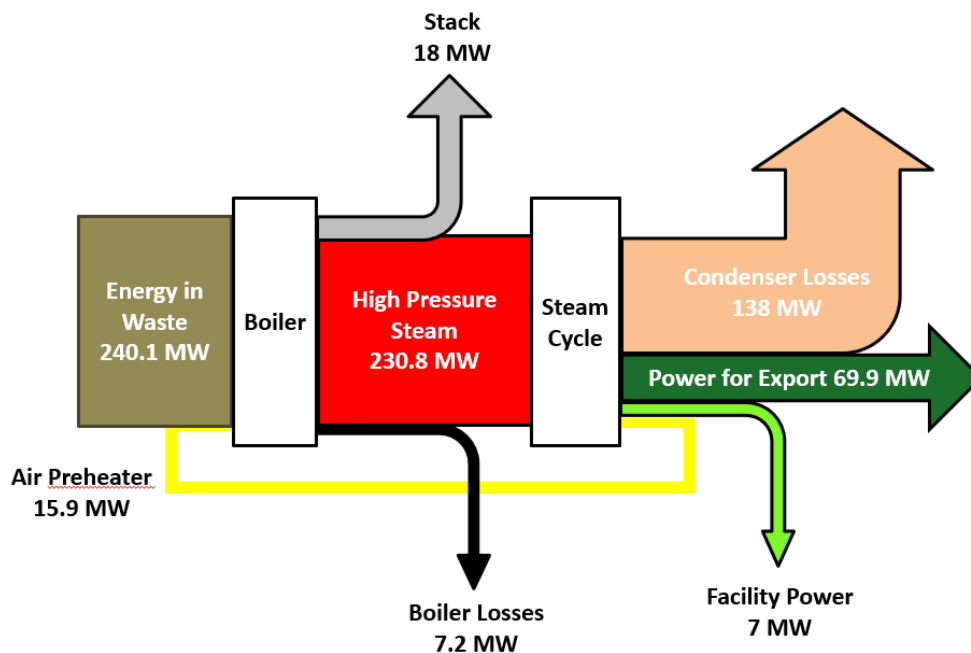 Stack
18 MW
Energy in
Waste
240.1 MW
Boiler
High Pressure
Steam
230.8 MW
Steam
Cycle
Condenser Losses
138 MW
Power for Export 69.9 MW
Air Preheater
15.9 MW
Boiler Losses
7.2 MW
Facility Power
7 MW